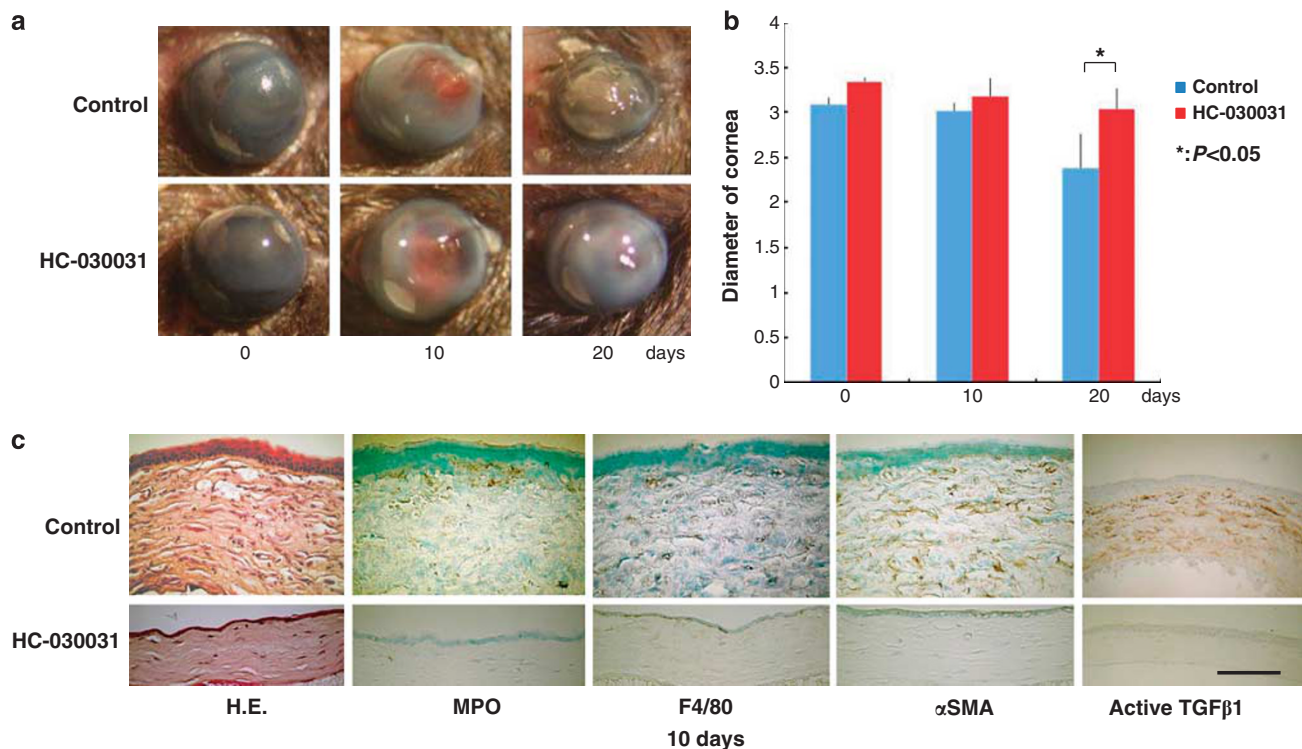 a
Control
HC-030031
0 10 20 days
b
Diameter of cornea
4
3.5
3
2.5
2
1.5
1
0.5
0
*
0 10 20 days
Control
HC-030031
*:P<0.05
c
Control
HC-030031
H.E. MPO F4/80 αSMA Active TGFβ1
10 days